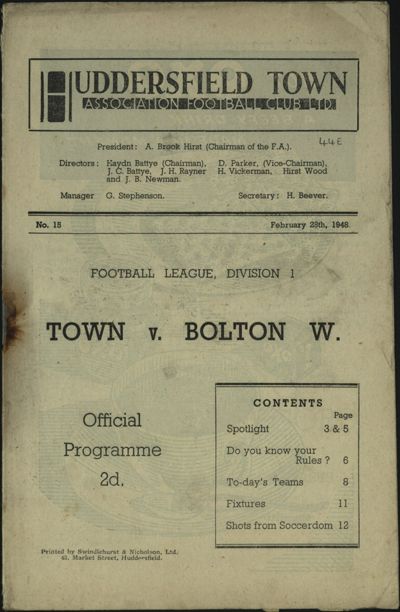 HUDDERSFIELD TOWN
ASSOCIATION FOOTBALL CLUB LTD.
44E
President: A. Brook Hirst (Chairman of the F.A.).
Directors: Haydn Battye (Chairman), D. Parker, (Vice-Chairman),
J. C. Battye, J. H. Rayner H. Vickerman, Hirst Wood
and J. B. Newman.
Manager G. Stephenson. Secretary: H. Beever.
No. 15 February 28th, 1948.
FOOTBALL LEAGUE, DIVISION 1
TOWN v. BOLTON W.
Official
Programme
2d.
CONTENTS
Page
Spotlight 3 & 5
Do you know your
Rules? 6
To-day's Teams 8
Fixtures 11
Shots from Soccerdom 12
Printed by Swindlehurst & Nicholson, Ltd.
43, Market Street, Huddersfield.